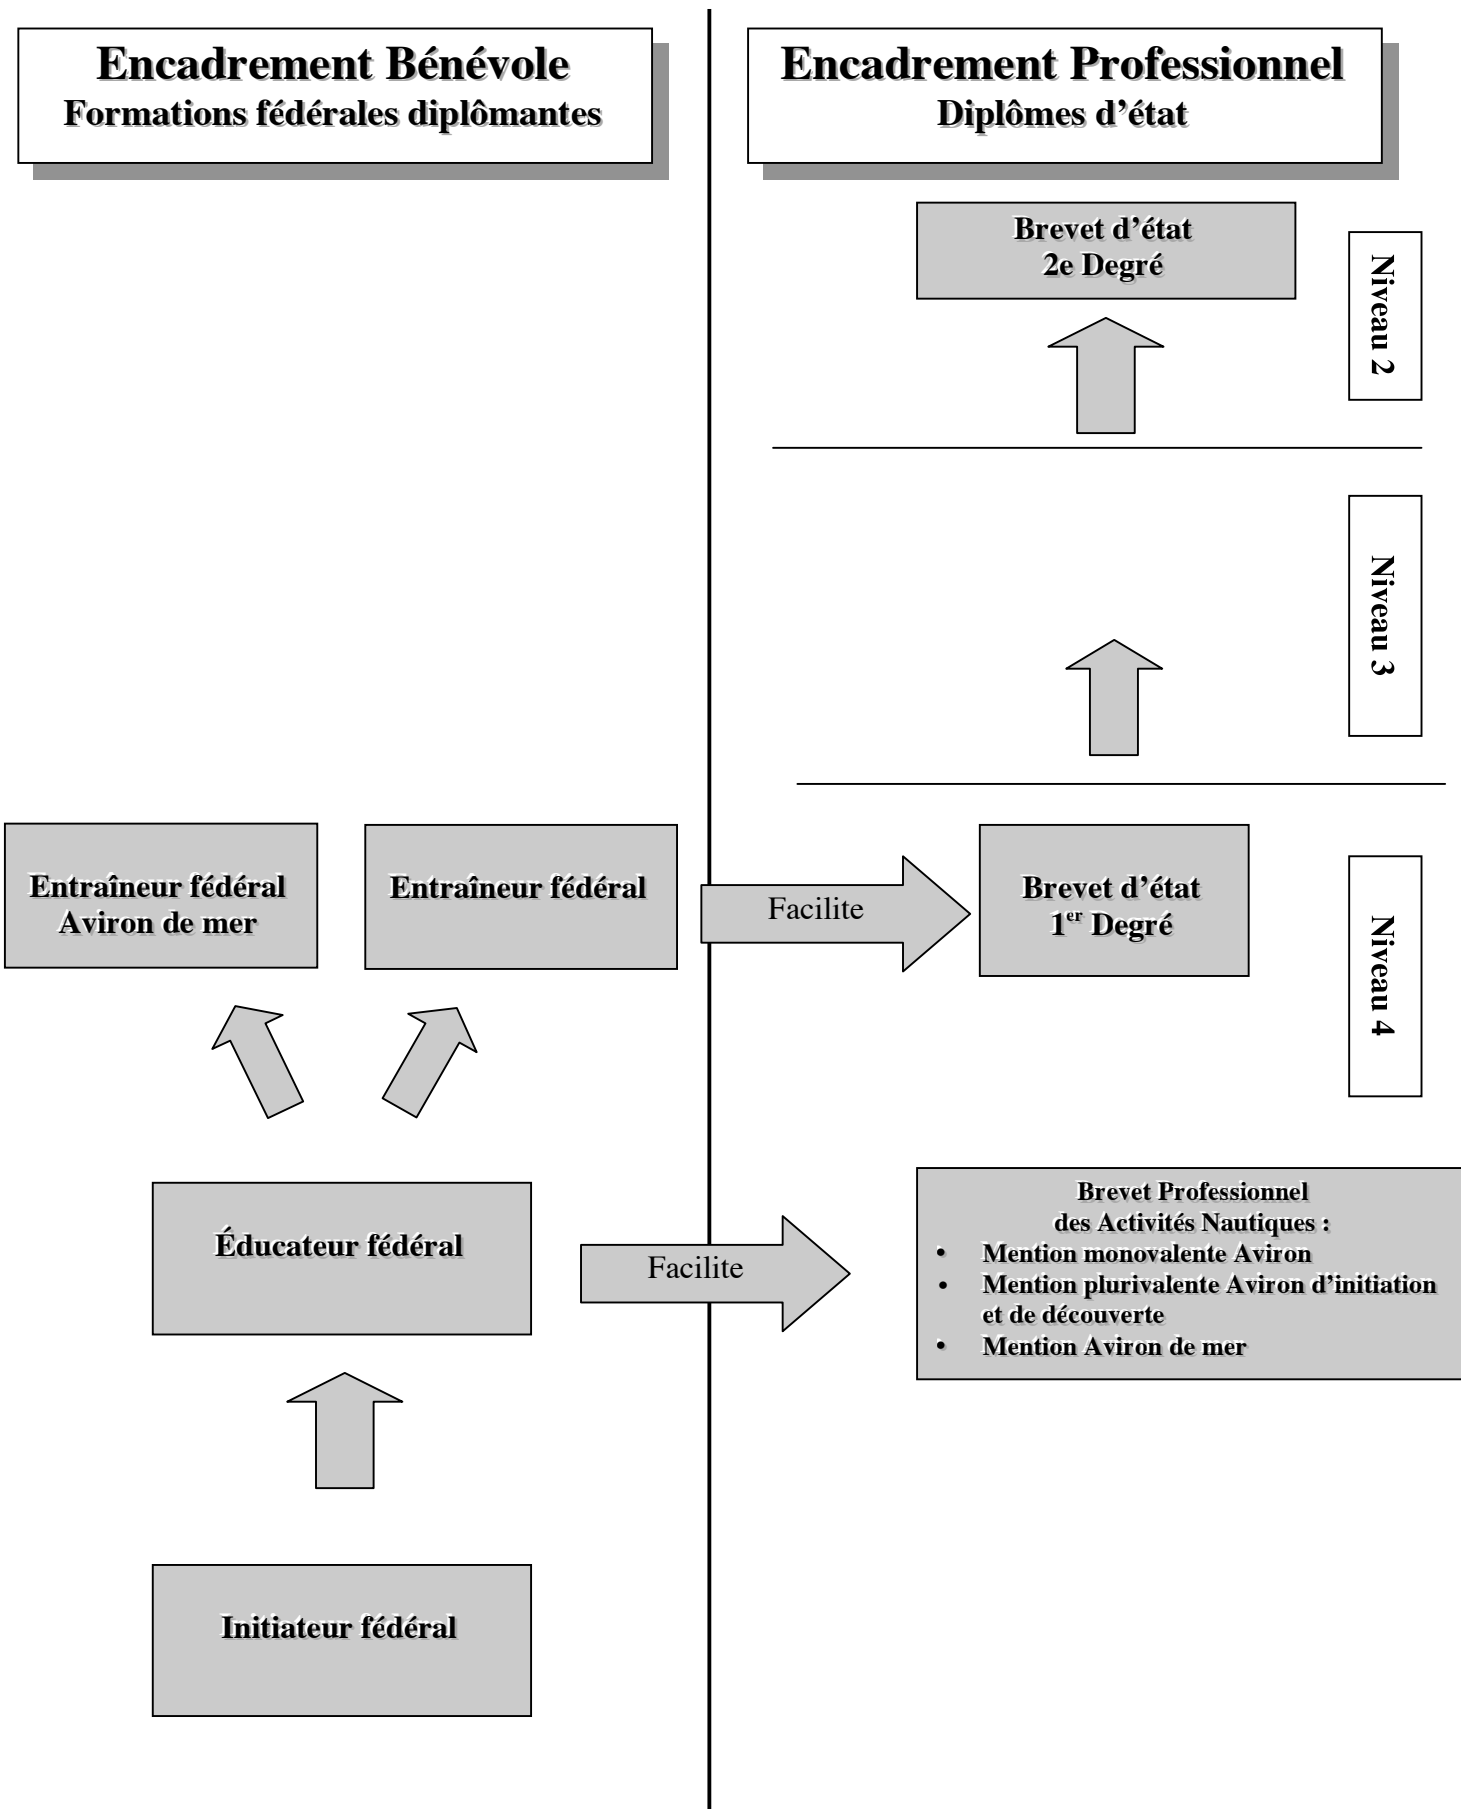 Encadrement Bénévole
Formations fédérales diplômantes
Encadrement Professionnel
Diplômes d’état
Brevet d’état
2e Degré
Niveau 2
Niveau 3
Entraîneur fédéral
Aviron de mer
Entraîneur fédéral
Facilite
Brevet d’état
1er Degré
Niveau 4
Éducateur fédéral
Facilite
Brevet Professionnel
des Activités Nautiques :
• Mention monovalente Aviron
• Mention plurivalente Aviron d’initiation
et de découverte
• Mention Aviron de mer
Initiateur fédéral